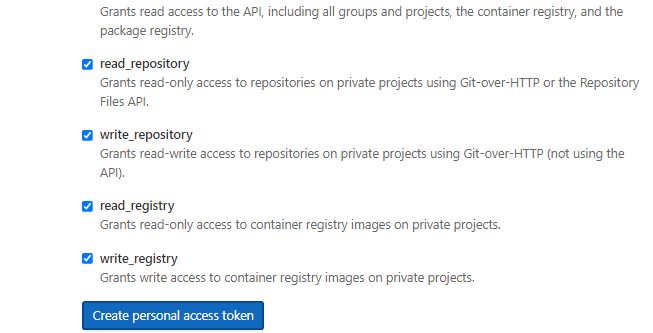 Grants read access to the API, including all groups and projects, the container registry, and the
package registry.
read_repository
Grants read-only access to repositories on private projects using Git-over-HTTP or the Repository
Files API.
write_repository
Grants read-write access to repositories on private projects using Git-over-HTTP (not using the
API).
read_registry
Grants read-only access to container registry images on private projects.
write_registry
Grants write access to container registry images on private projects.
Create personal access token